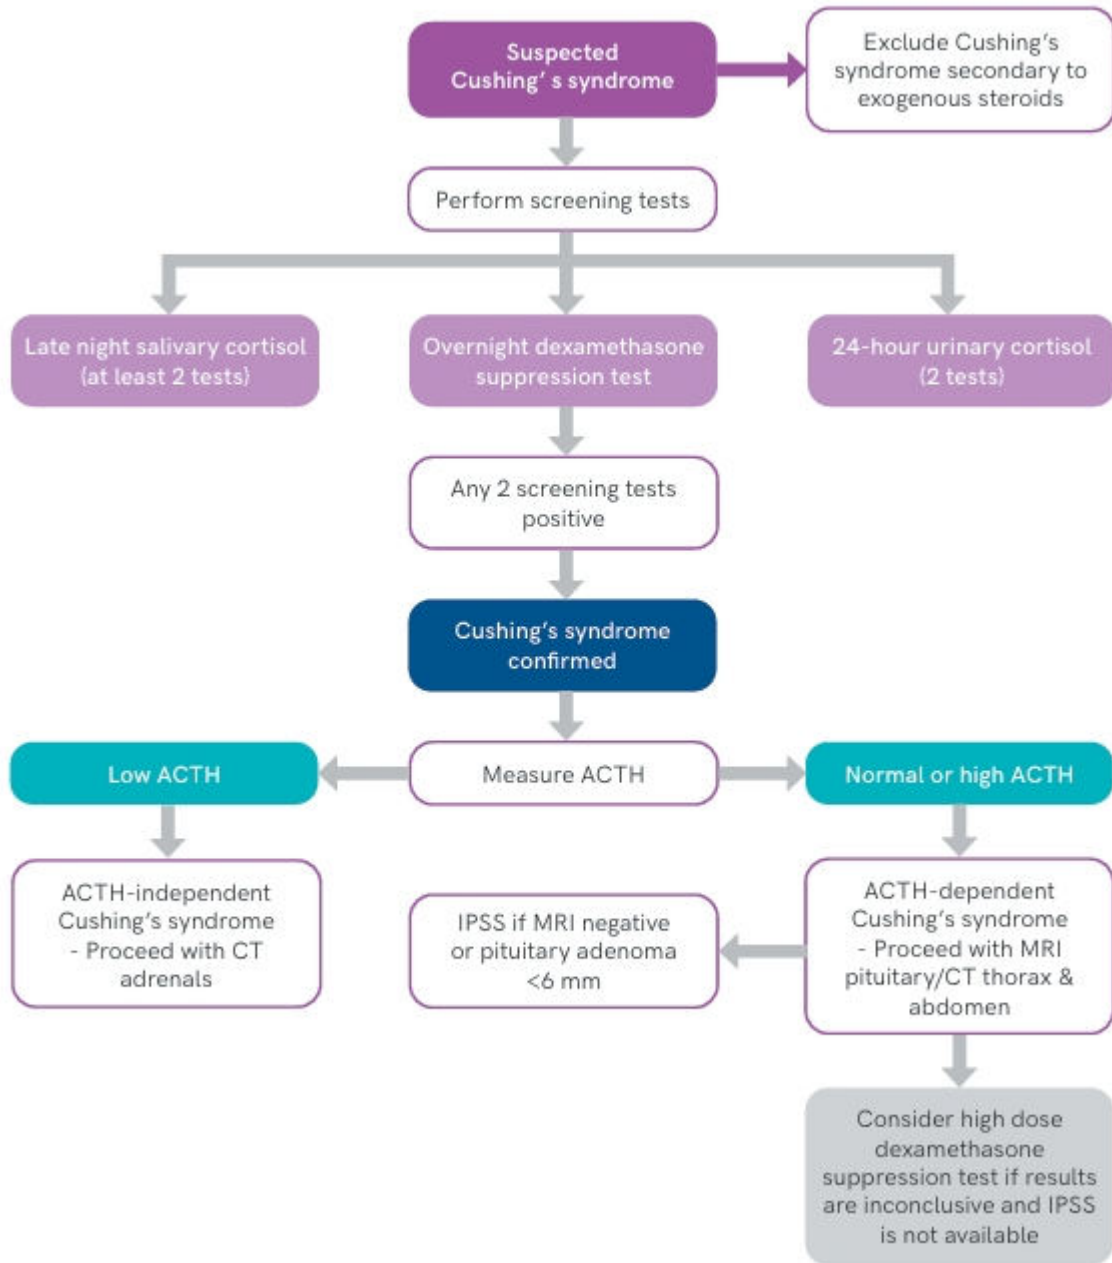 Suspected
Cushing' s syndrome
Exclude Cushing's
syndrome secondary to
exogenous steroids
Perform screening tests
Late night salivary cortisol
(at least 2 tests)
Overnight dexamethasone
suppression test
24-hour urinary cortisol
(2 tests)
Any 2 screening tests
positive
Cushing's syndrome
confirmed
Low ACTH
Measure ACTH
Normal or high ACTH
ACTH-independent
Cushing's syndrome
- Proceed with CT
adrenals
IPSS if MRI negative
or pituitary adenoma
<6 mm
ACTH-dependent
Cushing's syndrome
- Proceed with MRI
pituitary/CT thorax &
abdomen
Consider high dose
dexamethasone
suppression test if results
are inconclusive and IPSS
is not available